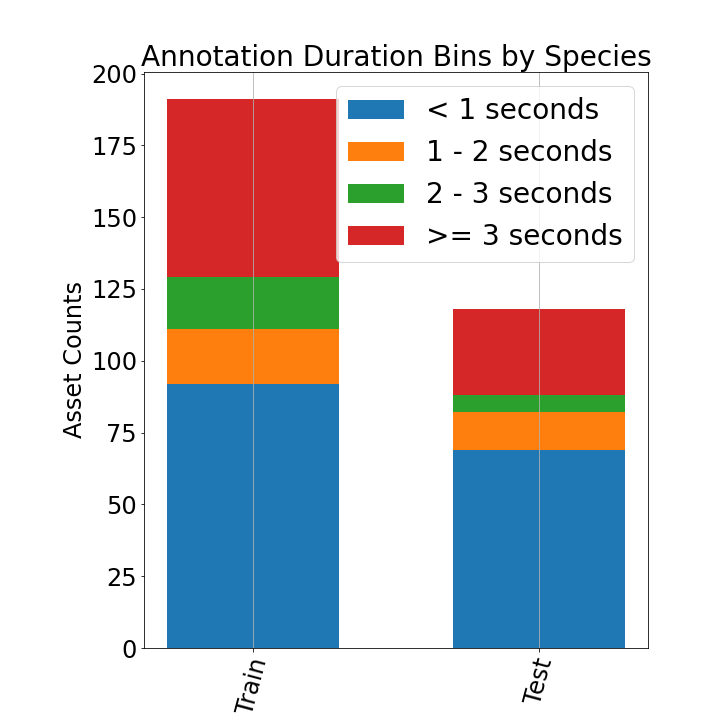 Annotation Duration Bins by Species
< 1 seconds
1 - 2 seconds
2 - 3 seconds
>= 3 seconds
Asset Counts
200
175
150
125
100
75
50
25
0
Train
Test